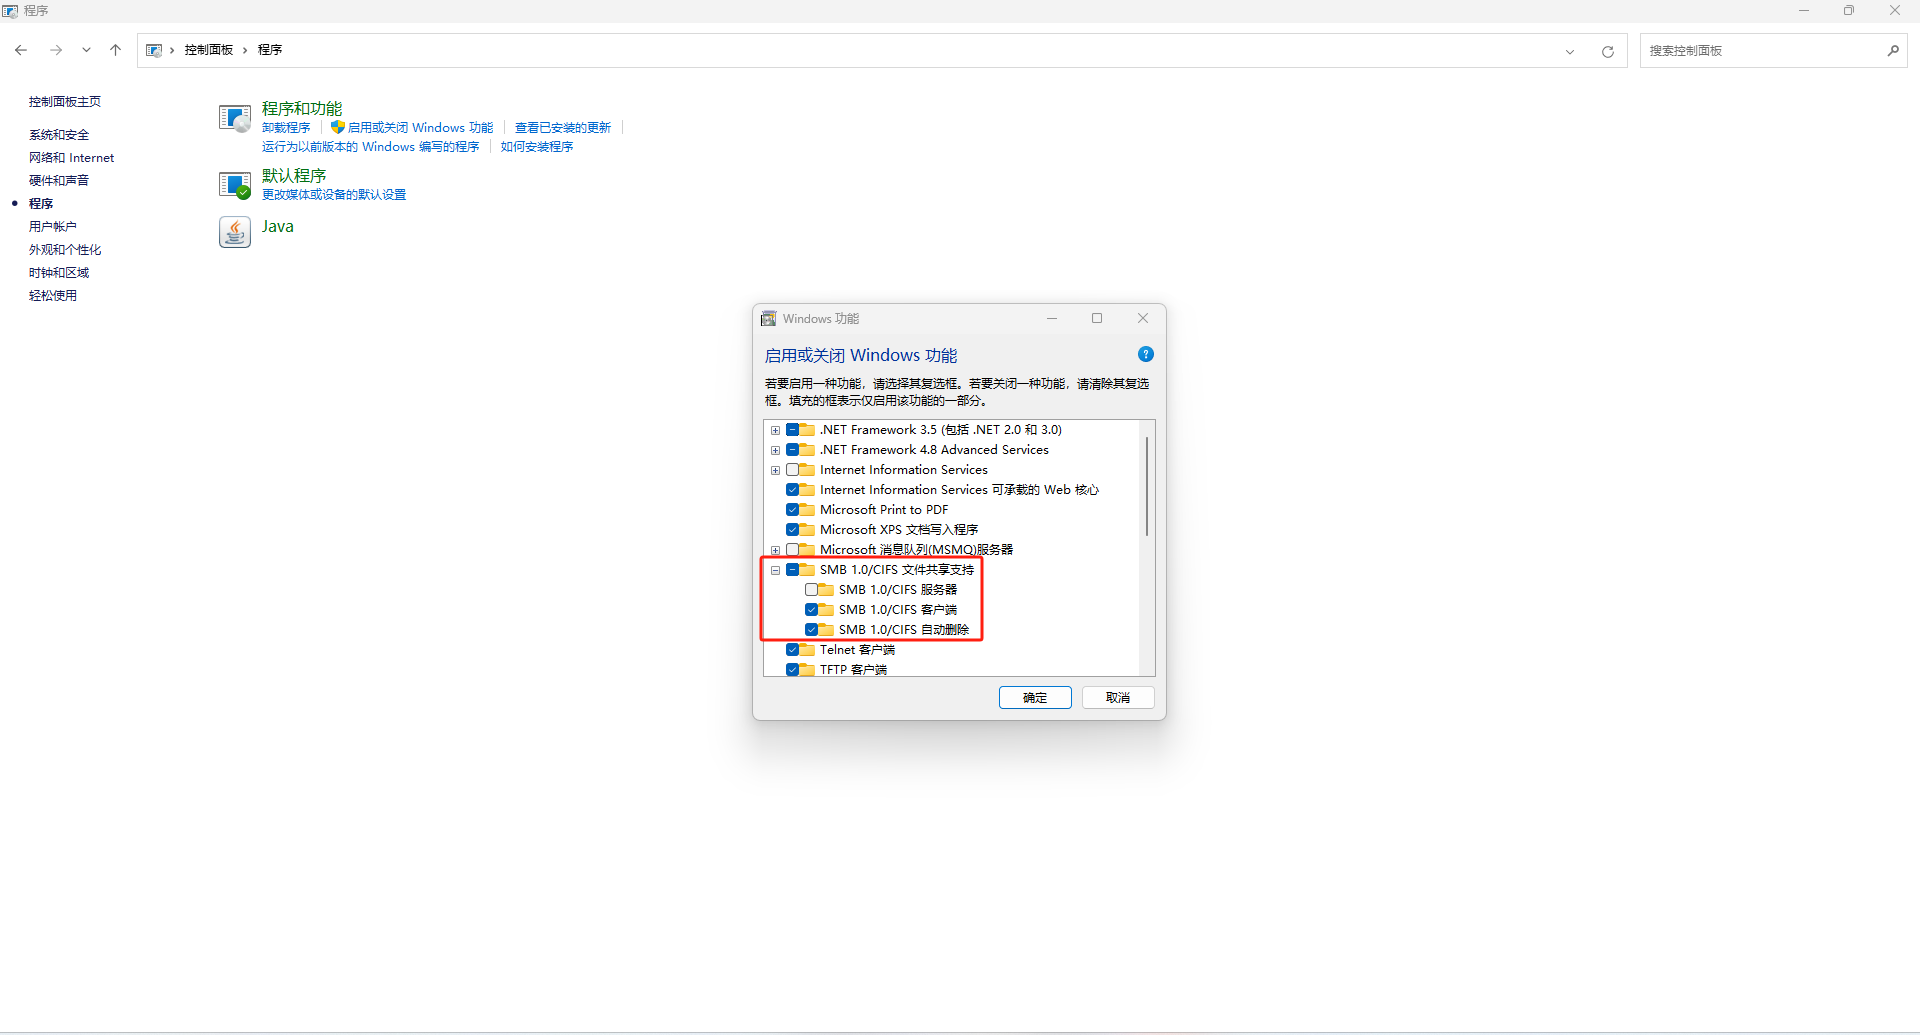 程序
控制面板 › 程序
搜索控制面板
控制面板主页
系统和安全
网络和 Internet
硬件和声音
程序
用户帐户
外观和个性化
时钟和区域
轻松使用
程序和功能
卸载程序 启用或关闭 Windows 功能 查看已安装的更新
运行为以前版本的 Windows 编写的程序 如何安装程序
默认程序
更改媒体或设备的默认设置
Java
Windows 功能
启用或关闭 Windows 功能
若要启用一种功能，请选择其复选框。若要关闭一种功能，请清除其复选
框。填充的框表示仅启用该功能的一部分。
.NET Framework 3.5 (包括 .NET 2.0 和 3.0)
.NET Framework 4.8 Advanced Services
Internet Information Services
Internet Information Services 可承载的 Web 核心
Microsoft Print to PDF
Microsoft XPS 文档写入程序
Microsoft 消息队列(MSMQ)服务器
SMB 1.0/CIFS 文件共享支持
SMB 1.0/CIFS 服务器
SMB 1.0/CIFS 客户端
SMB 1.0/CIFS 自动删除
Telnet 客户端
TFTP 客户端
确定 取消